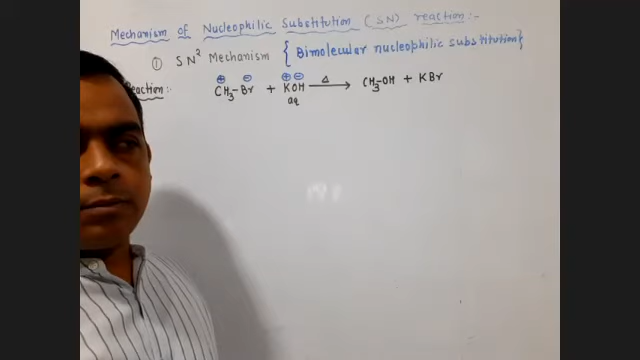 Mechanism of Nucleophilic Substitution (SN) reaction:-
① SN² Mechanism {Bimolecular nucleophilic substitution}
Reaction:-
⊕ ⊖ ⊕ ⊖
CH₃-Br + KOH —Δ→ CH₃-OH + KBr
aq